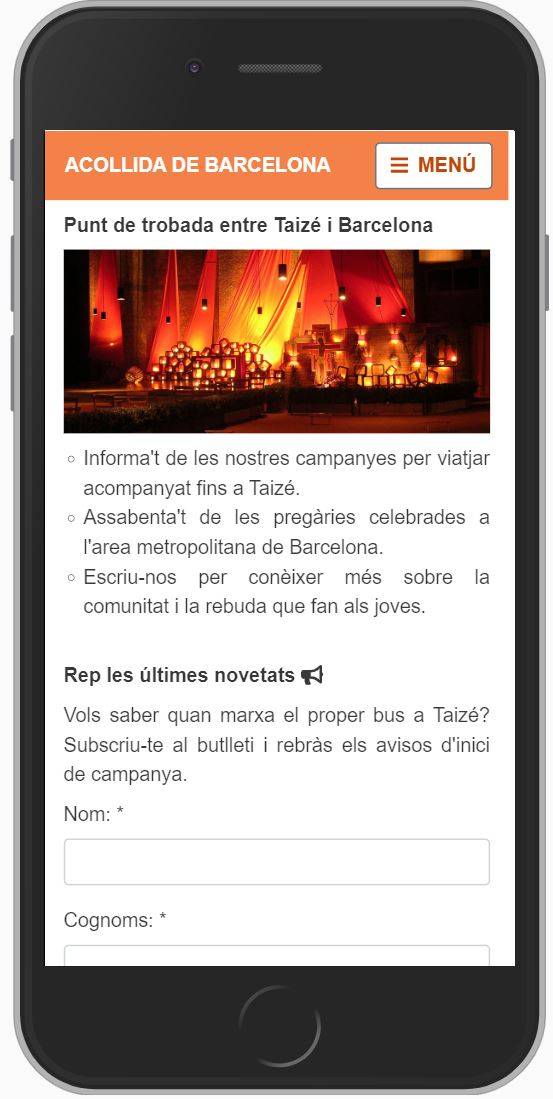 ACOLLIDA DE BARCELONA
MENÚ
Punt de trobada entre Taizé i Barcelona
Informa't de les nostres campanyes per viatjar
acompanyat fins a Taizé.
Assabenta't de les pregàries celebrades a
l'area metropolitana de Barcelona.
Escriu-nos per conèixer més sobre la
comunitat i la rebuda que fan als joves.
Rep les últimes novetats
Vols saber quan marxa el proper bus a Taizé?
Subscriu-te al butlleti i rebràs els avisos d'inici
de campanya.
Nom: *
Cognoms: *